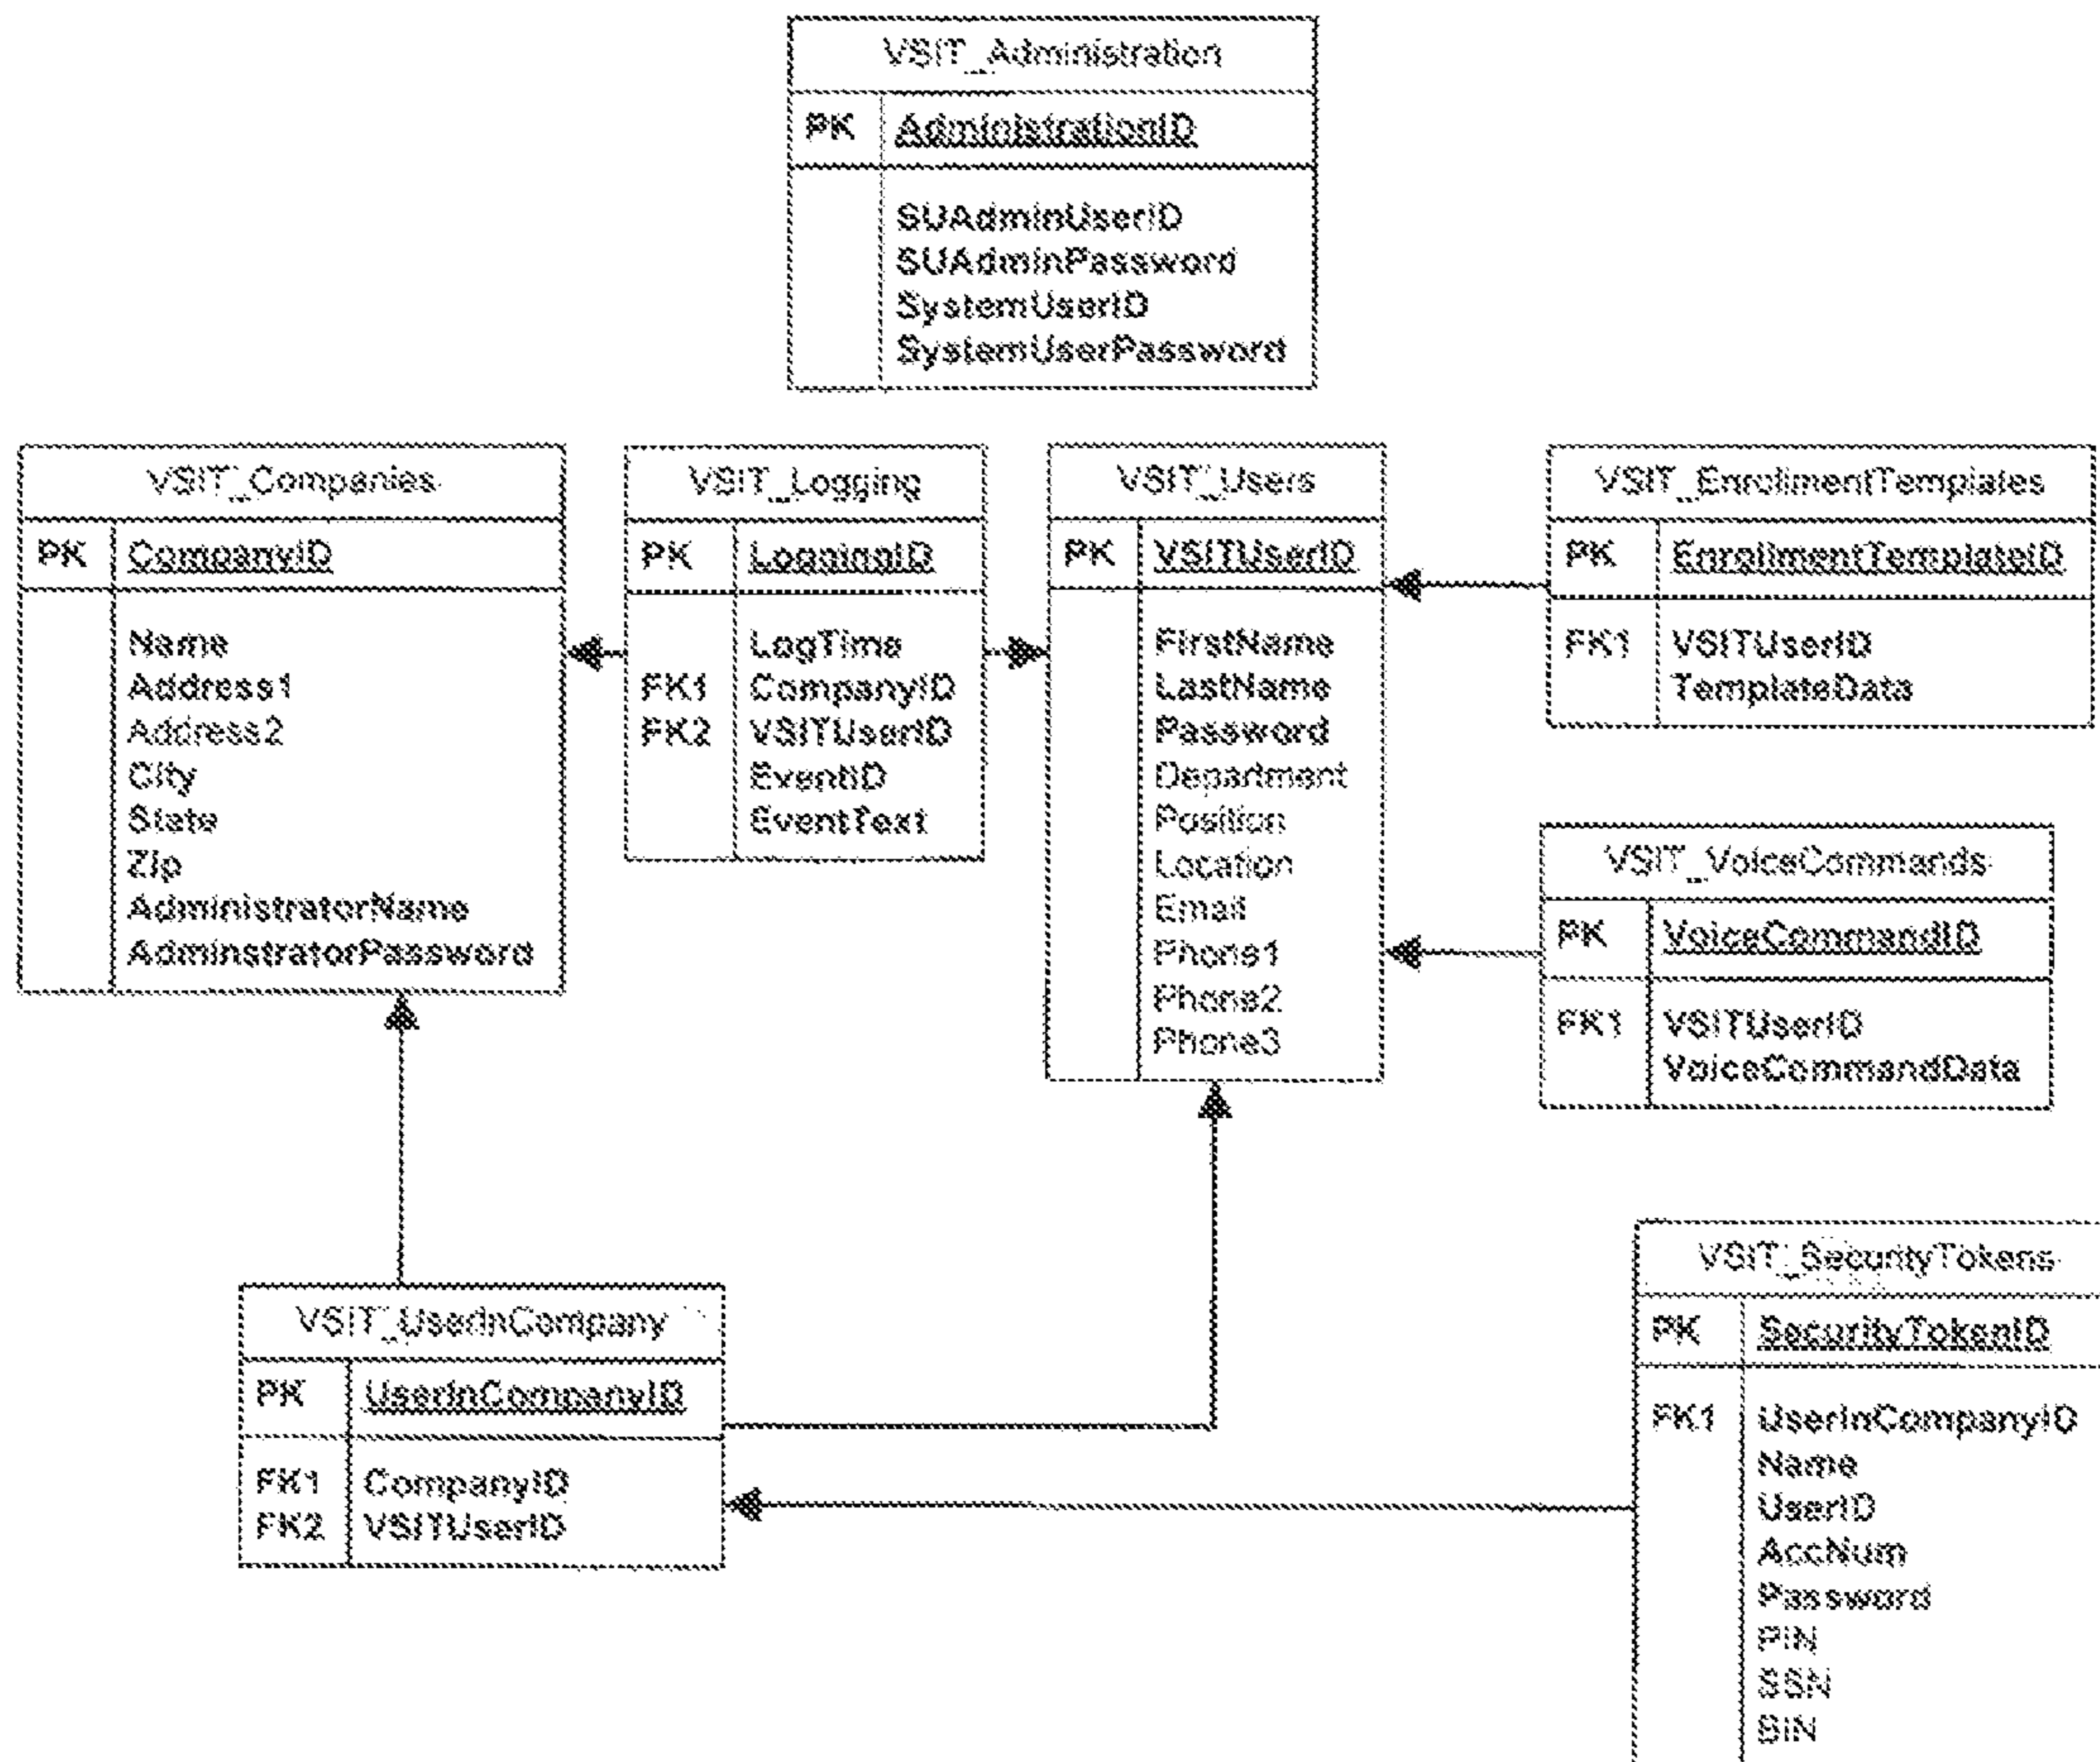 VSIT_Administration
PK AdministrationID
SUAdminUserID
SUAdminPassword
SystemUserID
SystemUserPassword
VSIT_Companies
PK CompanyID
Name
Address1
Address2
City
State
Zip
AdministratorName
AdminstratorPassword
VSIT_Logging
PK LoggingID
LogTime
FK1 CompanyID
FK2 VSITUserID
EventID
EventText
VSIT_Users
PK VSITUserID
FirstName
LastName
Password
Department
Position
Location
Email
Phone1
Phone2
Phone3
VSIT_EnrollmentTemplates
PK EnrollmentTemplateID
FK1 VSITUserID
TemplateData
VSIT_VoiceCommands
PK VoiceCommandID
FK1 VSITUserID
VoiceCommandData
VSIT_UserInCompany
PK UserInCompanyID
FK1 CompanyID
FK2 VSITUserID
VSIT_SecurityTokens
PK SecurityTokenID
FK1 UserInCompanyID
Name
UserID
AccNum
Password
PIN
SSN
SIN